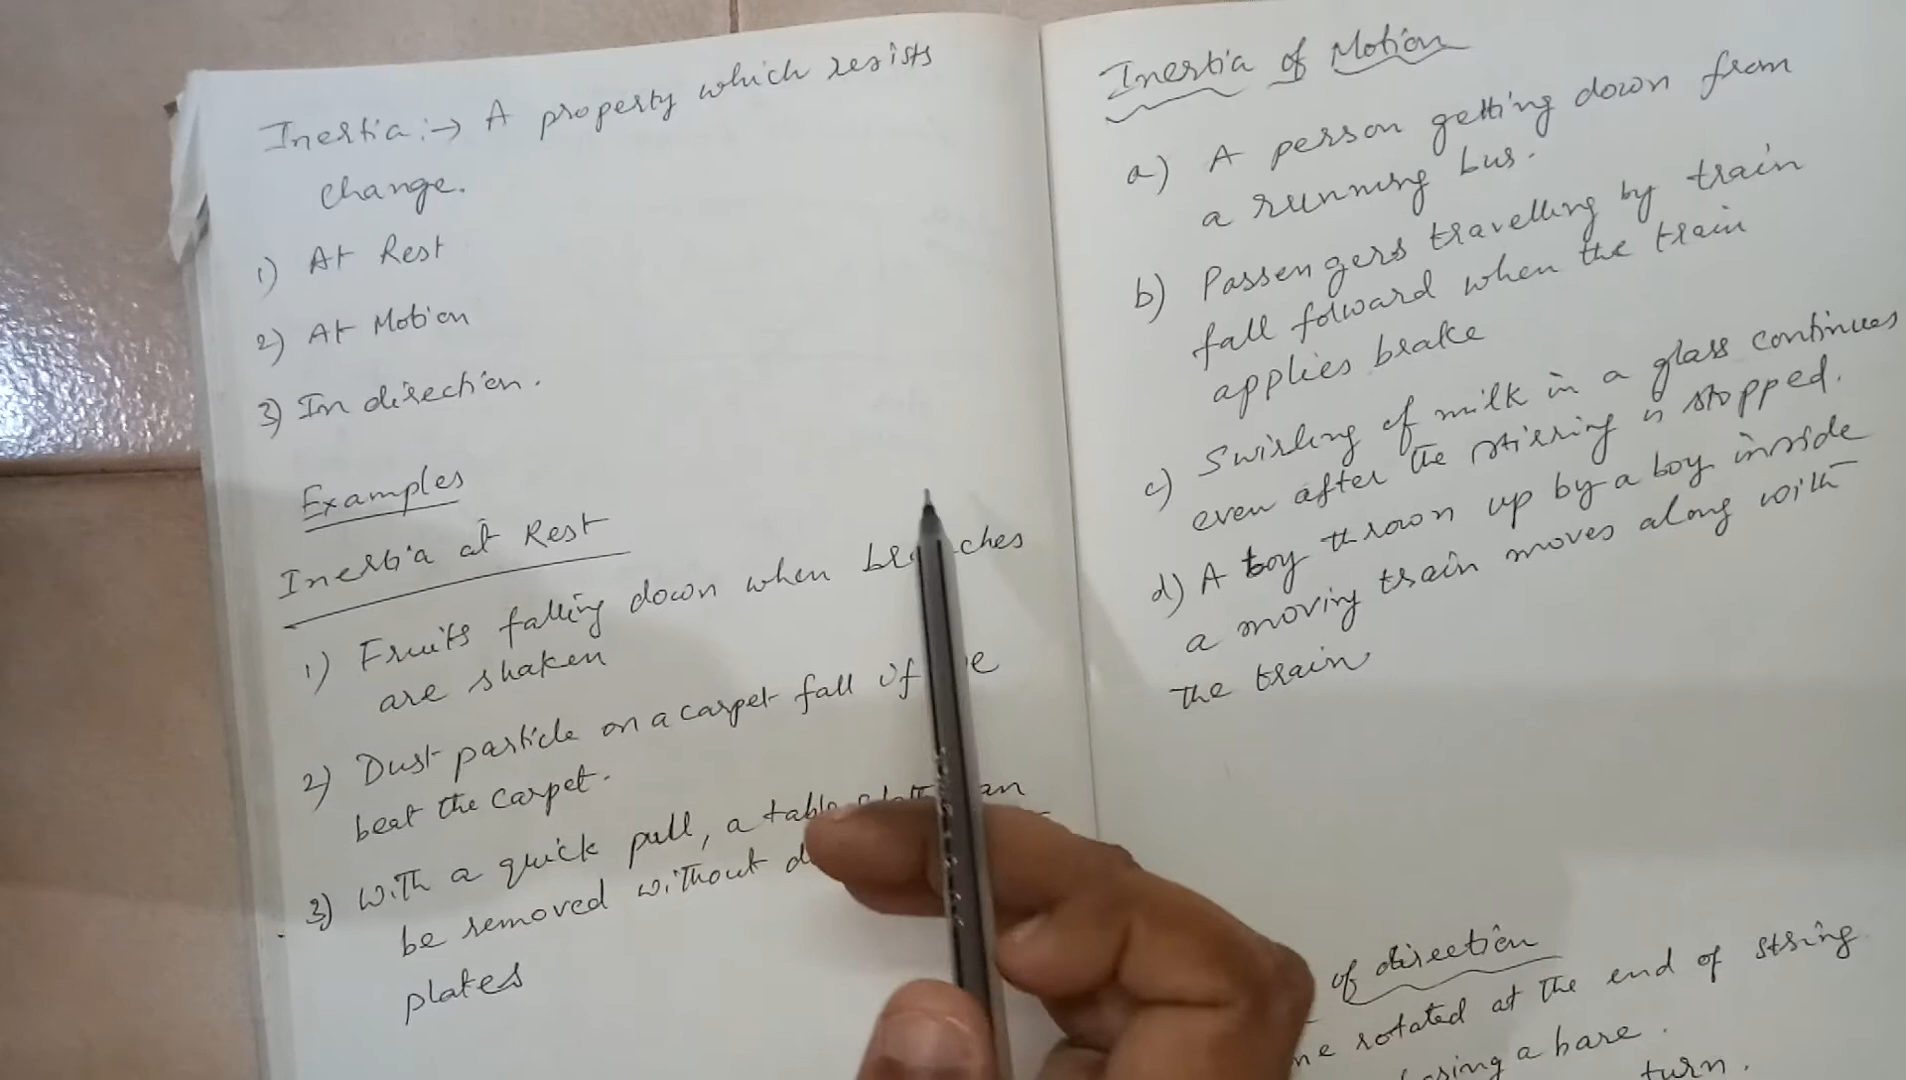 Inertia :→ A property which resists
change.
1) At Rest
2) At Motion
3) In direction.
Examples
Inertia at Rest
1) Fruits falling down when
are shaken
2) Dust particle on a carpet fall if
beat the carpet.
3) With a quick pull, a table
be removed without
plates
Inertia of Motion
a) A person getting down from
a running bus.
b) Passengers travelling by train
fall forward when the train
applies brake
c) Swirling of milk in a glass continues
even after the stirring is stopped.
d) A toy thrown up by a boy inside
a moving train moves along with
the train
of direction
rotated at the end of string
a hare.
turn.